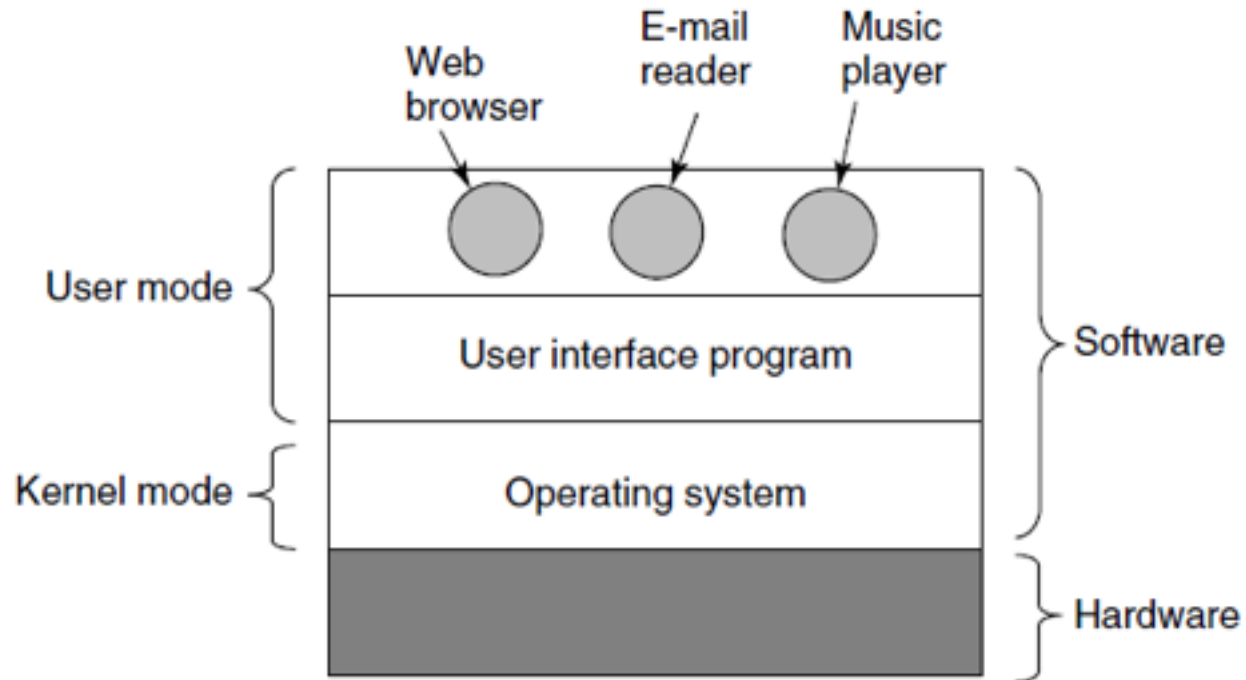 Web
browser
E-mail
reader
Music
player
User mode
User interface program
Software
Kernel mode
Operating system
Hardware